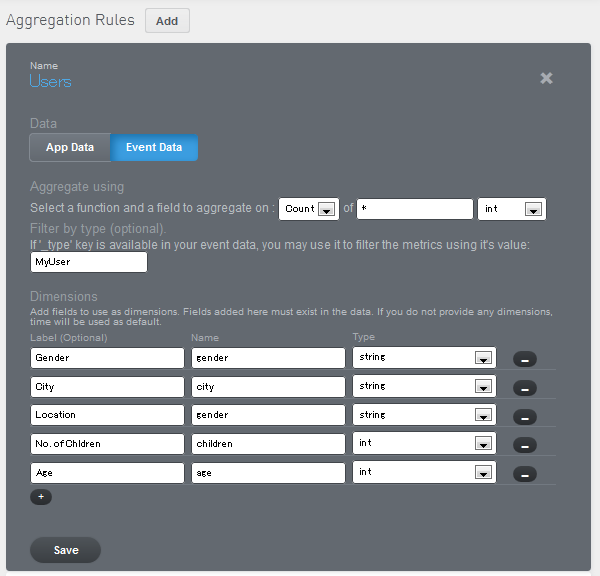 Aggregation Rules Add
Name
Users
Data
App Data Event Data
Aggregate using
Select a function and a field to aggregate on : Count of * int
Filter by type (optional).
If '_type' key is available in your event data, you may use it to filter the metrics using it's value:
MyUser
Dimensions
Add fields to use as dimensions. Fields added here must exist in the data. If you do not provide any dimensions,
time will be used as default.
Label (Optional) Name Type
Gender gender string
City city string
Location gender string
No. of Chldren children int
Age age int
+
Save